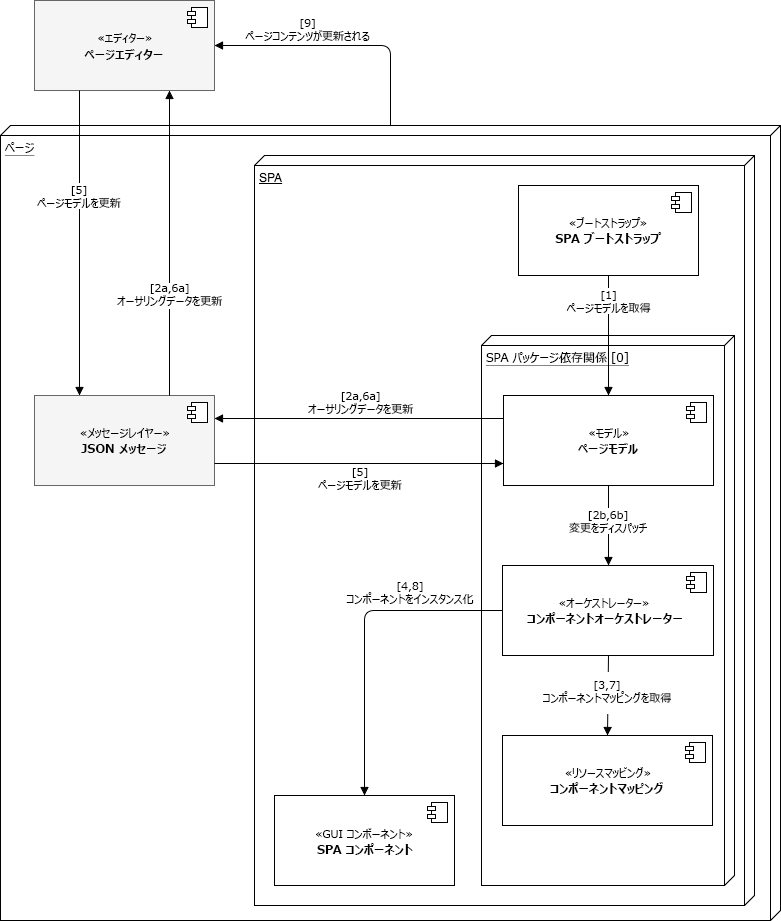 «エディター»
ページエディター
[9]
ページコンテンツが更新される
ページ
[5]
ページモデルを更新
[2a,6a]
オーサリングデータを更新
SPA
«ブートストラップ»
SPA ブートストラップ
[1]
ページモデルを取得
SPA パッケージ依存関係 [0]
«メッセージレイヤー»
JSON メッセージ
[2a,6a]
オーサリングデータを更新
[5]
ページモデルを更新
«モデル»
ページモデル
[2b,6b]
変更をディスパッチ
[4,8]
コンポーネントをインスタンス化
«オーケストレーター»
コンポーネントオーケストレーター
[3,7]
コンポーネントマッピングを取得
«リソースマッピング»
コンポーネントマッピング
«GUI コンポーネント»
SPA コンポーネント